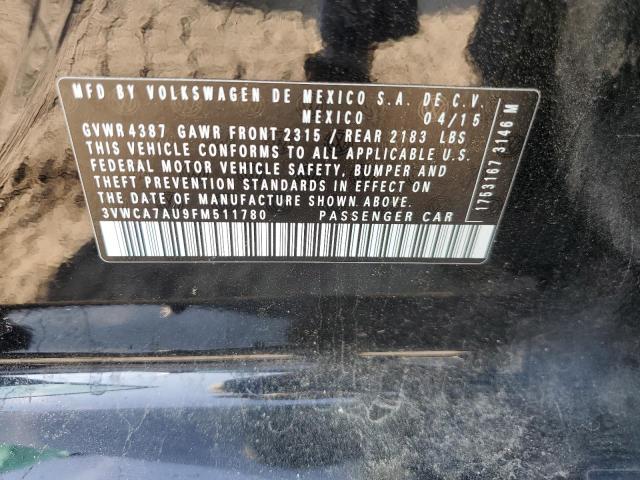 MFD BY VOLKSWAGEN DE MEXICO S.A. DE C.V.
MEXICO 04/15
GVWR 4387 GAWR FRONT 2315 / REAR 2183 LBS
THIS VEHICLE CONFORMS TO ALL APPLICABLE U.S.
FEDERAL MOTOR VEHICLE SAFETY, BUMPER AND
THEFT PREVENTION STANDARDS IN EFFECT ON
THE DATE OF MANUFACTURE SHOWN ABOVE.
3VWCA7AU9FM511780 PASSENGER CAR
1753167 3146 M